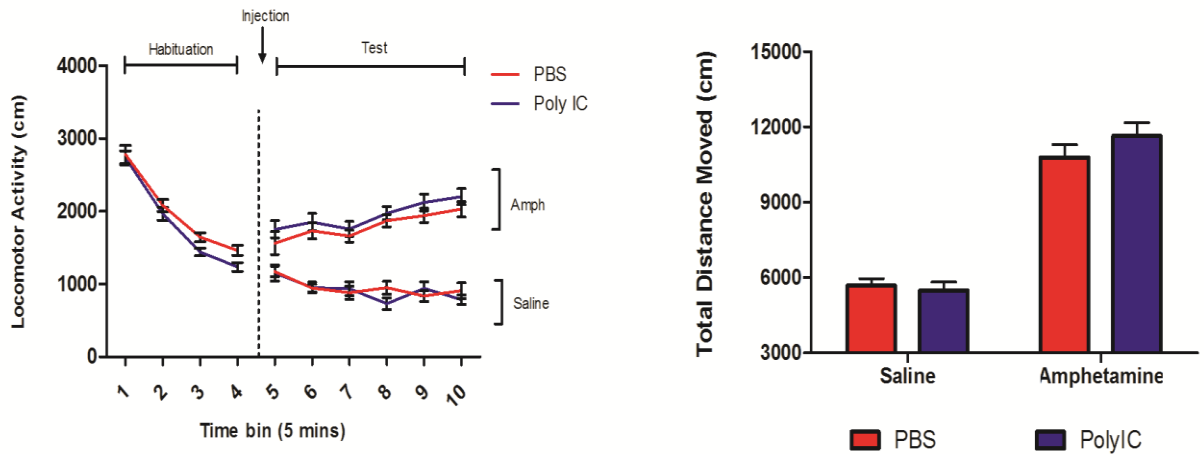 Injection
Habituation
Test
Locomotor Activity (cm)
4000
3000
2000
1000
0
PBS
Poly IC
Amph
Saline
1 2 3 4 5 6 7 8 9 10
Time bin (5 mins)
Total Distance Moved (cm)
15000
12000
9000
6000
3000
Saline Amphetamine
PBS PolyIC